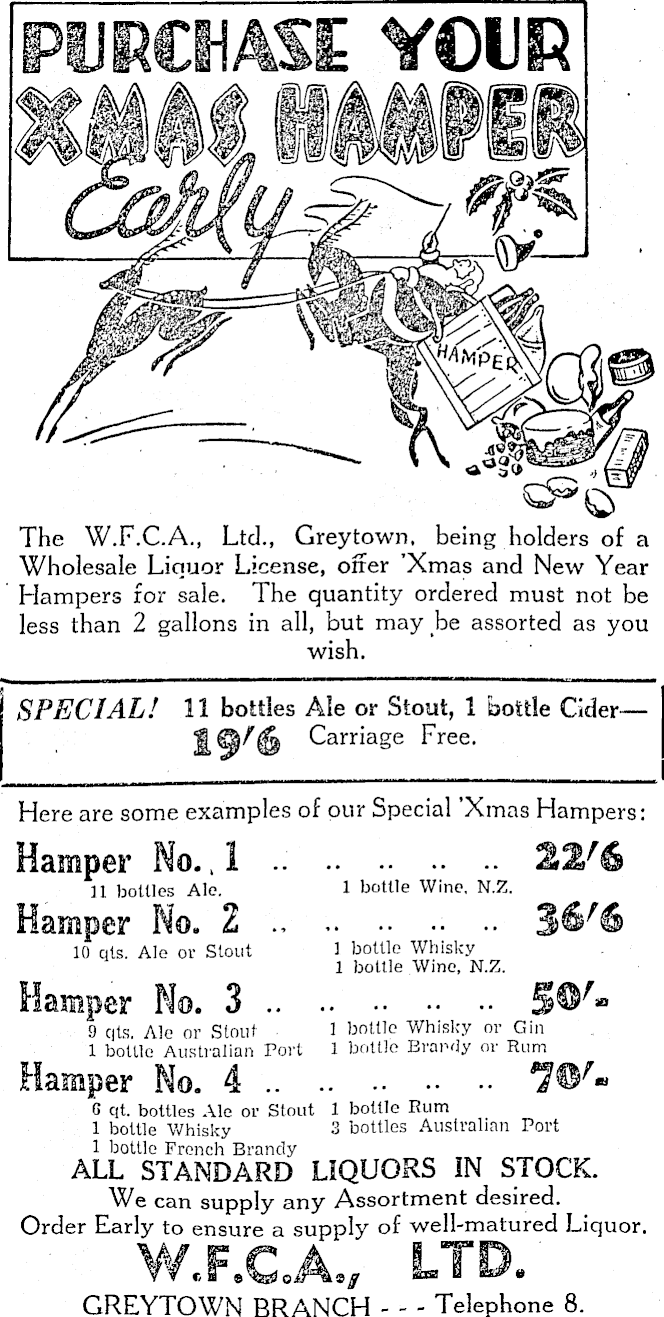 PURCHASE YOUR
XMAS HAMPER
Early
HAMPER
The W.F.C.A., Ltd., Greytown, being holders of a
Wholesale Liquor License, offer 'Xmas and New Year
Hampers for sale. The quantity ordered must not be
less than 2 gallons in all, but may be assorted as you
wish.
SPECIAL! 11 bottles Ale or Stout, 1 bottle Cider—
19'6 Carriage Free.
Here are some examples of our Special 'Xmas Hampers:
Hamper No. 1 .. .. .. .. .. 22'6
11 bottles Ale. 1 bottle Wine, N.Z.
Hamper No. 2 .. .. .. .. .. 36'6
10 qts. Ale or Stout 1 bottle Whisky
1 bottle Wine, N.Z.
Hamper No. 3 .. .. .. .. .. 50'-
9 qts. Ale or Stout 1 bottle Whisky or Gin
1 bottle Australian Port 1 bottle Brandy or Rum
Hamper No. 4 .. .. .. .. .. 70'-
6 qt. bottles Ale or Stout 1 bottle Rum
1 bottle Whisky 3 bottles Australian Port
1 bottle French Brandy
ALL STANDARD LIQUORS IN STOCK.
We can supply any Assortment desired.
Order Early to ensure a supply of well-matured Liquor.
W.F.C.A., LTD.
GREYTOWN BRANCH - - - Telephone 8.